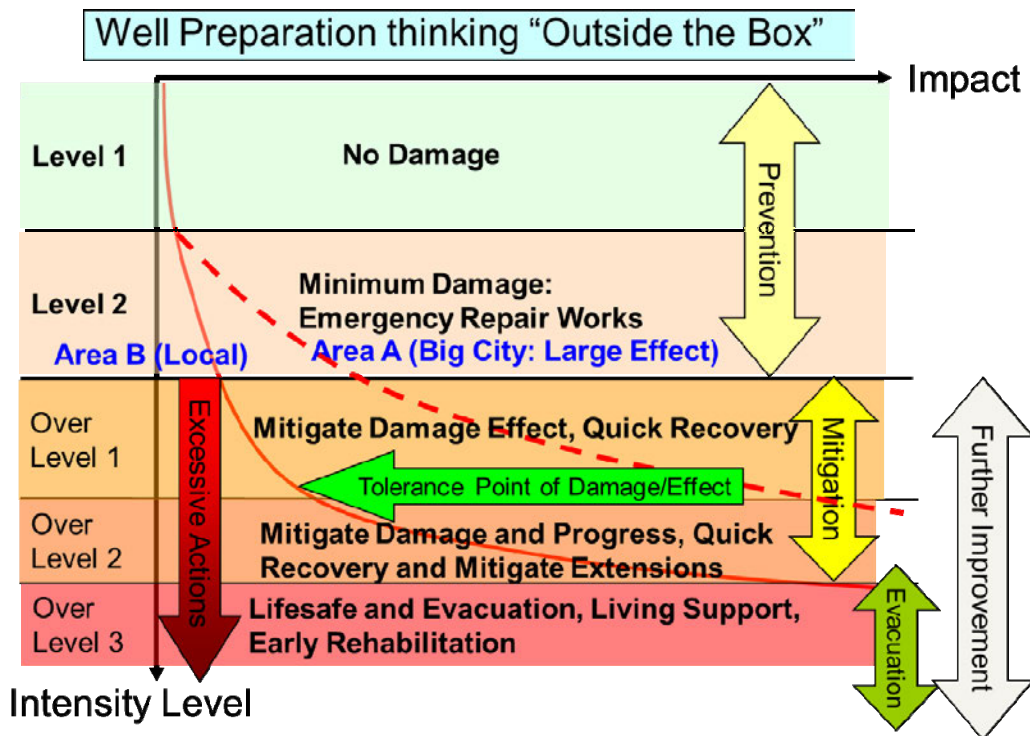 Well Preparation thinking “Outside the Box”
Impact
Level 1
No Damage
Prevention
Level 2
Minimum Damage:
Emergency Repair Works
Area B (Local)
Area A (Big City: Large Effect)
Over
Level 1
Mitigate Damage Effect, Quick Recovery
Excessive Actions
Mitigation
Further Improvement
Tolerance Point of Damage/Effect
Over
Level 2
Mitigate Damage and Progress, Quick
Recovery and Mitigate Extensions
Over
Level 3
Lifesafe and Evacuation, Living Support,
Early Rehabilitation
Evacuation
Intensity Level